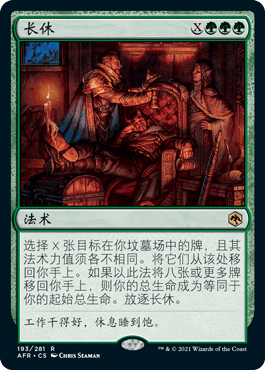 长休 X
法术
选择X张目标在你坟墓场中的牌，且其
法术力值须各不相同。将它们从该处移
回你手上。如果以此法将八张或更多牌
移回你手上，则你的总生命成为等同于
你的起始总生命。放逐长休。
工作干得好，休息睡到饱。
193/281 R
AFR • CS CHRIS SEAMAN
™ & © 2021 Wizards of the Coast